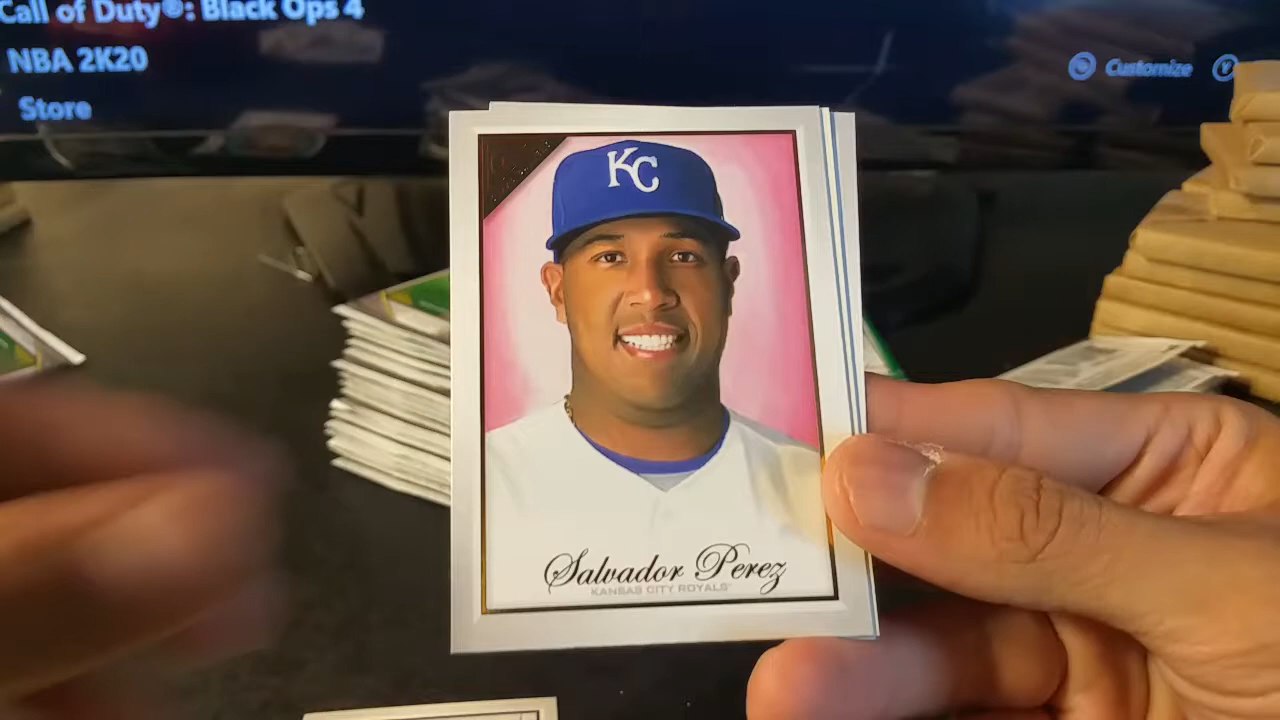 Call of Duty®: Black Ops 4
NBA 2K20
Store
Customize
Y
KC
Salvador Perez
KANSAS CITY ROYALS